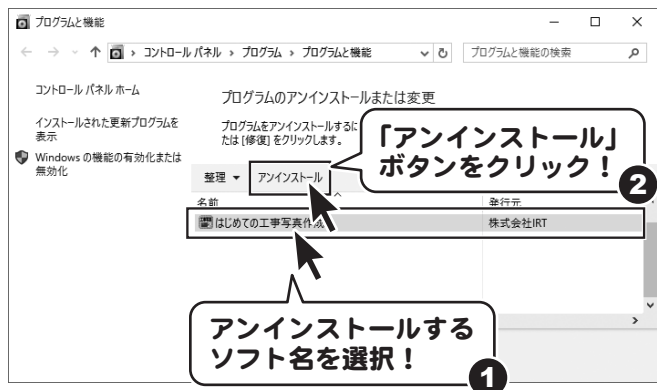 プログラムと機能
コントロール パネル › プログラム › プログラムと機能
プログラムと機能の検索
コントロール パネル ホーム
インストールされた更新プログラムを
表示
Windows の機能の有効化または
無効化
プログラムのアンインストールまたは変更
プログラムをアンインストールするに
たは [修復] をクリックします。
「アンインストール」
ボタンをクリック！
2
整理 アンインストール
名前 発行元
はじめての工事写真作成 株式会社IRT
アンインストールする
ソフト名を選択！
1